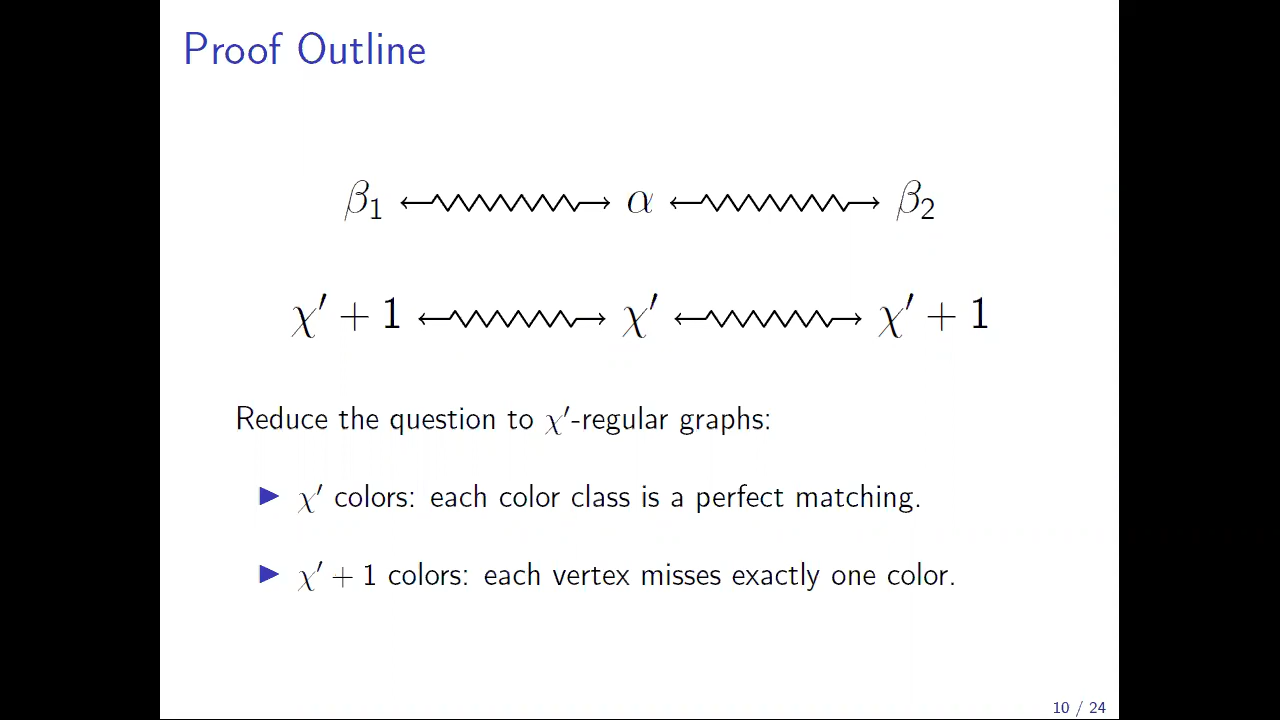 Proof Outline
β₁ ↔ α ↔ β₂
χ′ + 1 ↔ χ′ ↔ χ′ + 1
Reduce the question to χ′-regular graphs:
▶ χ′ colors: each color class is a perfect matching.
▶ χ′ + 1 colors: each vertex misses exactly one color.
10 / 24